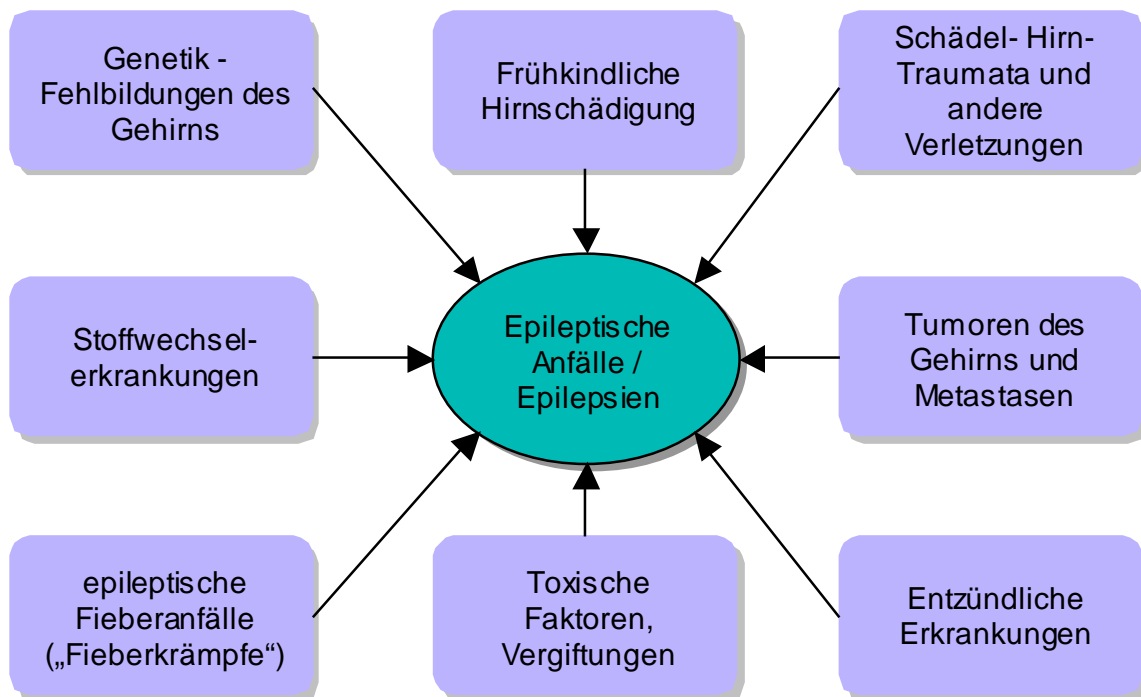 Genetik -
Fehlbildungen des
Gehirns
Frühkindliche
Hirnschädigung
Schädel- Hirn-
Traumata und
andere
Verletzungen
Stoffwechsel-
erkrankungen
Epileptische
Anfälle /
Epilepsien
Tumoren des
Gehirns und
Metastasen
epileptische
Fieberanfälle
(„Fieberkrämpfe“)
Toxische
Faktoren,
Vergiftungen
Entzündliche
Erkrankungen